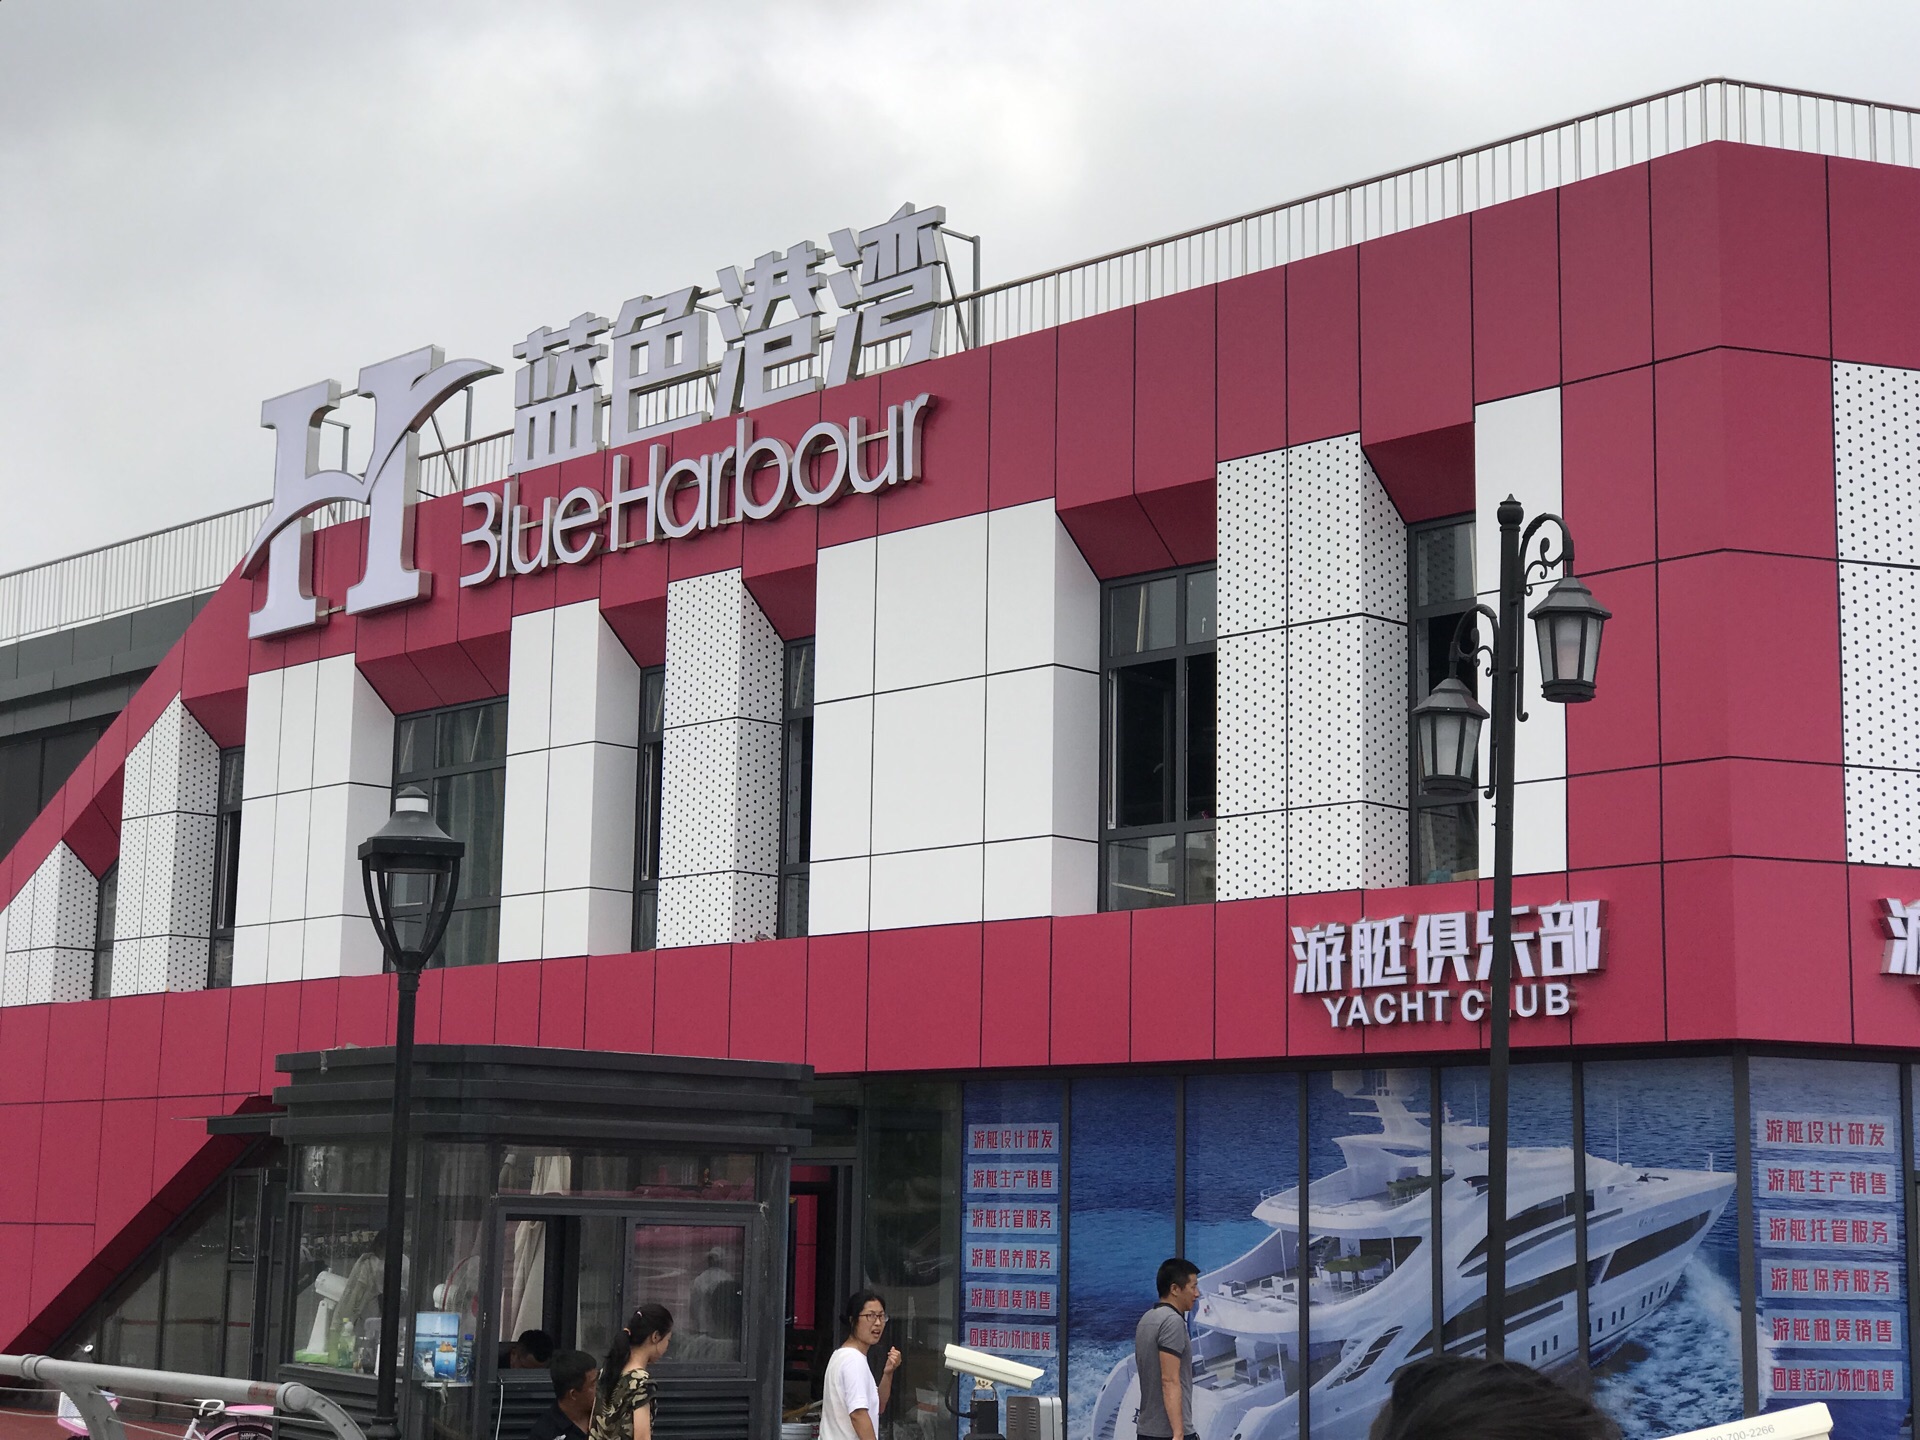 H
蓝色港湾
Blue Harbour
游艇俱乐部
YACHT CLUB
游艇设计研发
游艇生产销售
游艇托管服务
游艇保养服务
游艇租赁销售
团建活动/场地租赁
游艇设计研发
游艇生产销售
游艇托管服务
游艇保养服务
游艇租赁销售
团建活动/场地租赁
游
700-2266